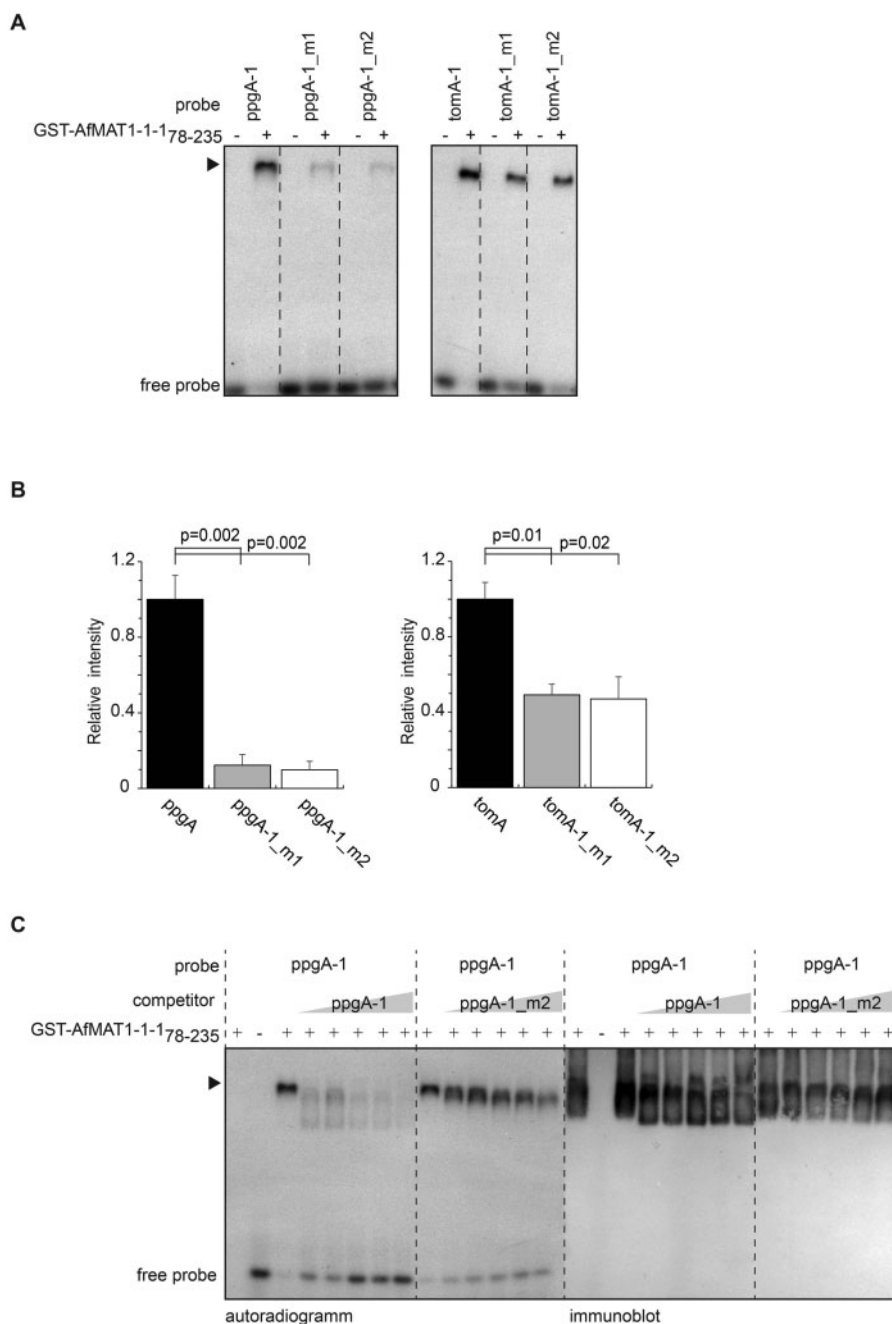 A
probe
ppgA-1
ppgA-1_m1
ppgA-1_m2
tomA-1
tomA-1_m1
tomA-1_m2
GST-AfMAT1-1-1 78-235
- + - + - + - + - + - +
free probe
B
p=0.002
p=0.002
Relative intensity
1.2
0.8
0.4
0
ppgA
ppgA-1_m1
ppgA-1_m2
p=0.01
p=0.02
Relative intensity
1.2
0.8
0.4
0
tomA
tomA-1_m1
tomA-1_m2
C
probe ppgA-1 ppgA-1 ppgA-1 ppgA-1
competitor ppgA-1 ppgA-1_m2 ppgA-1 ppgA-1_m2
GST-AfMAT1-1-1 78-235 + - + + + + + + + + + + + + + - + + + + + + + + + + + +
free probe
autoradiogramm immunoblot